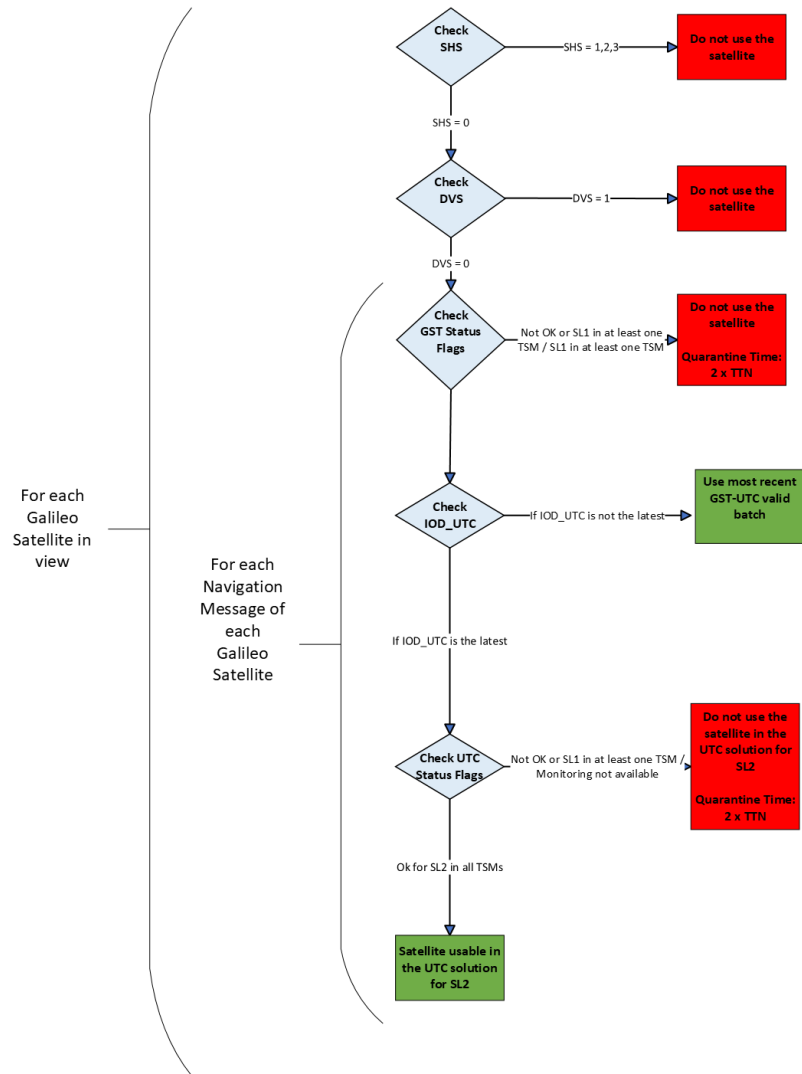 Check
SHS
SHS = 1,2,3
Do not use the
satellite
SHS = 0
Check
DVS
DVS = 1
Do not use the
satellite
DVS = 0
Check
GST Status
Flags
Not OK or SL1 in at least one
TSM / SL1 in at least one TSM
Do not use the
satellite
Quarantine Time:
2 x TTN
For each
Galileo
Satellite in
view
Check
IOD_UTC
If IOD_UTC is not the latest
Use most recent
GST-UTC valid
batch
For each
Navigation
Message of
each
Galileo
Satellite
If IOD_UTC is the latest
Check UTC
Status Flags
Not OK or SL1 in at least one TSM /
Monitoring not available
Do not use the
satellite in the
UTC solution for
SL2
Quarantine Time:
2 x TTN
Ok for SL2 in all TSMs
Satellite usable in
the UTC solution
for SL2